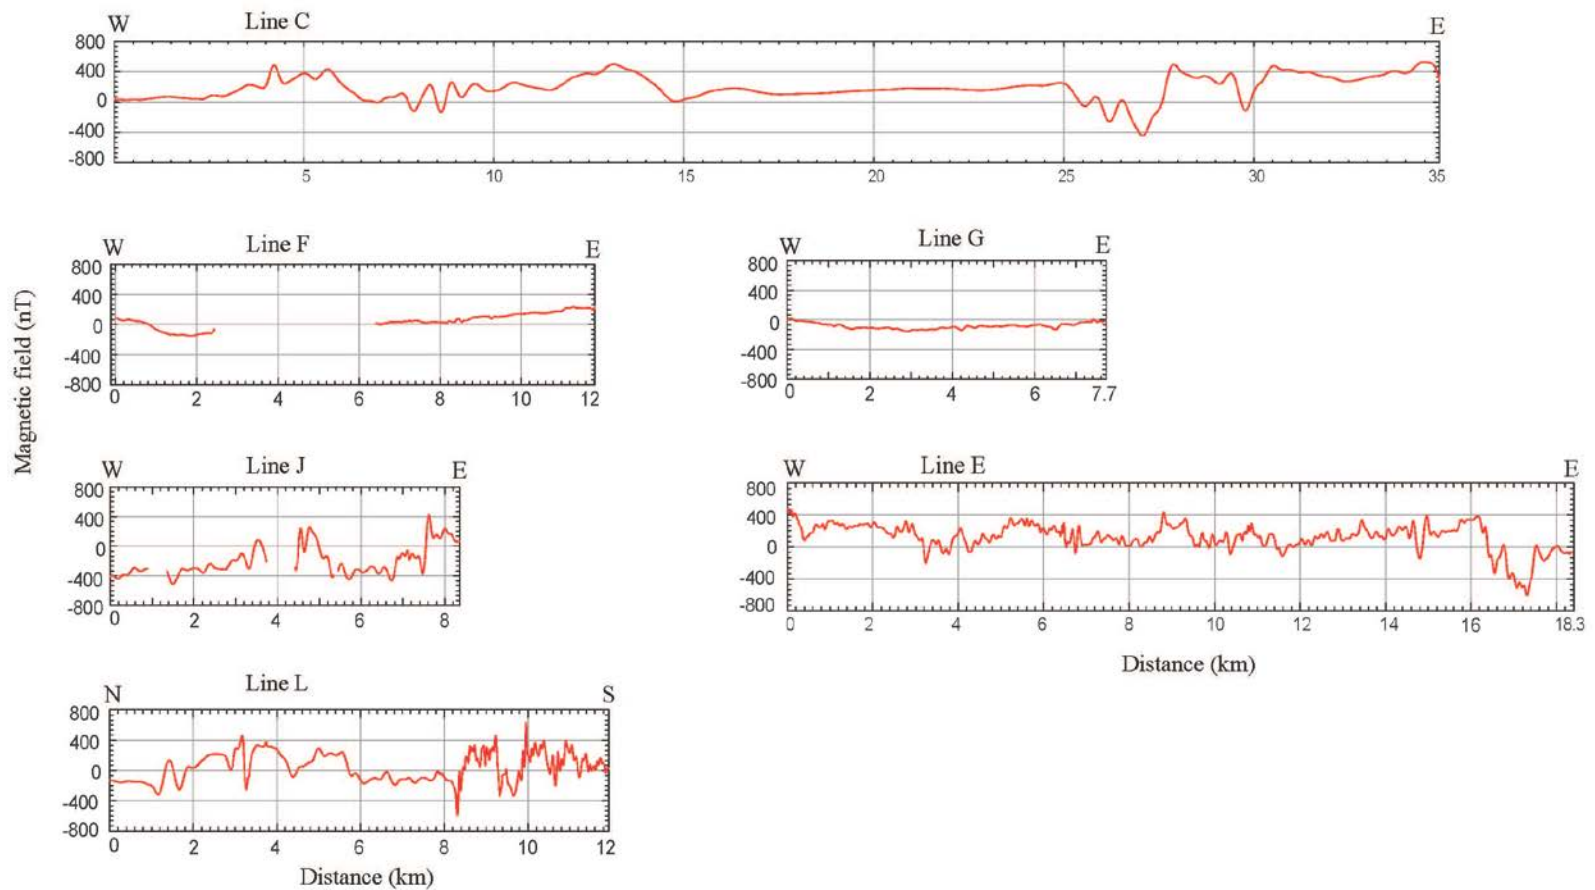 Line C
W E
800
400
0
-400
-800
5 10 15 20 25 30 35
Magnetic field (nT)
Line F
W E
800
400
0
-400
-800
0 2 4 6 8 10 12
Line G
W E
800
400
0
-400
-800
0 2 4 6 7.7
Line J
W E
800
400
0
-400
-800
0 2 4 6 8
Line E
W E
800
400
0
-400
-800
0 2 4 6 8 10 12 14 16 18.3
Distance (km)
Line L
N S
800
400
0
-400
-800
0 2 4 6 8 10 12
Distance (km)